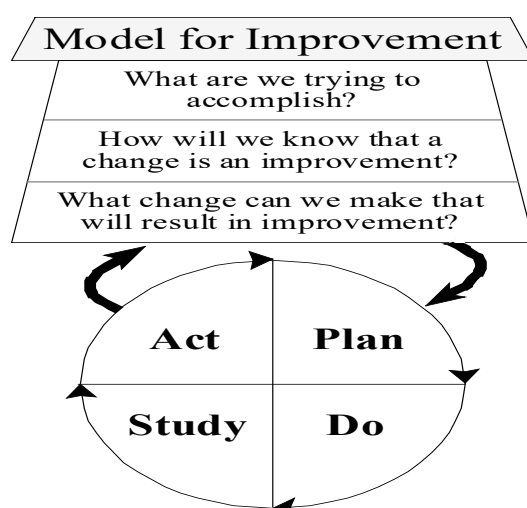 Model for Improvement
What are we trying to
accomplish?
How will we know that a
change is an improvement?
What change can we make that
will result in improvement?
Act
Plan
Study
Do